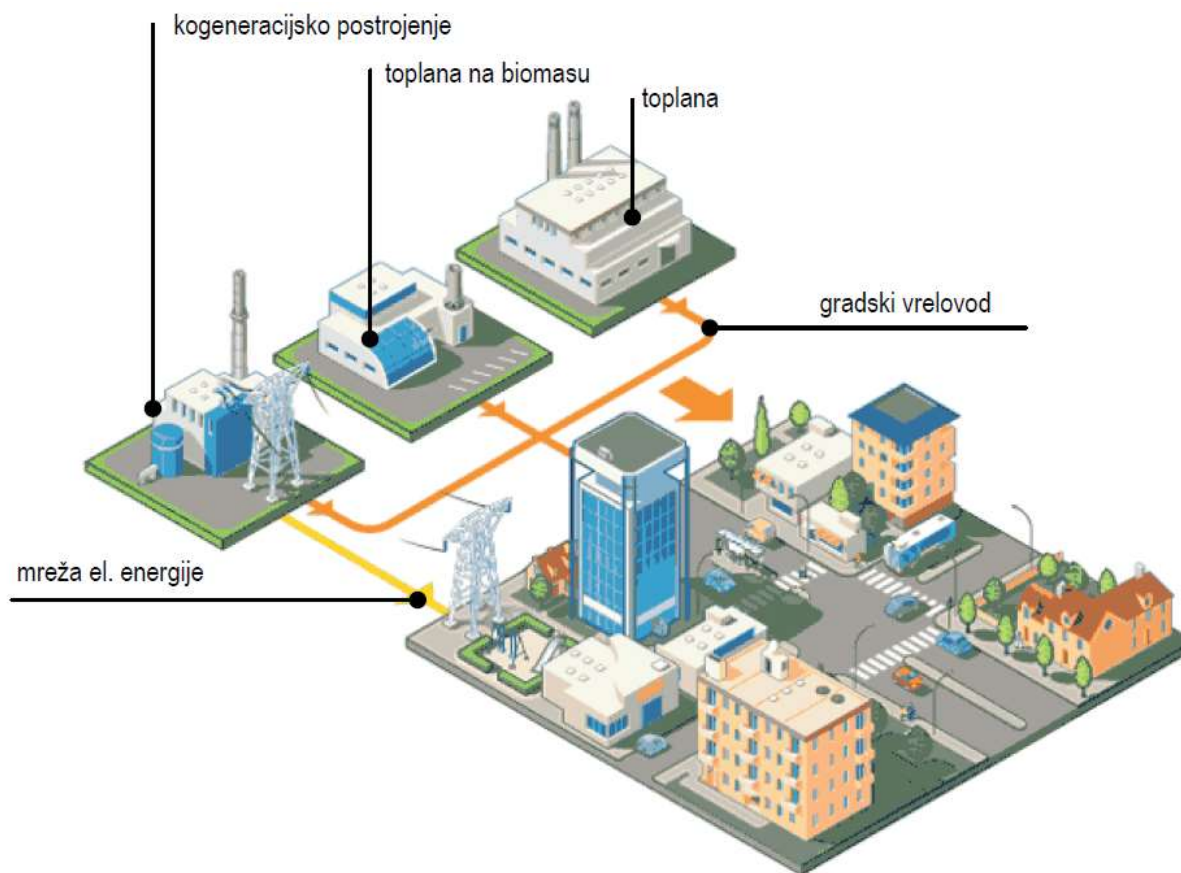 kogeneracijsko postrojenje
toplana na biomasu
toplana
gradski vrelovod
mreža el. energije